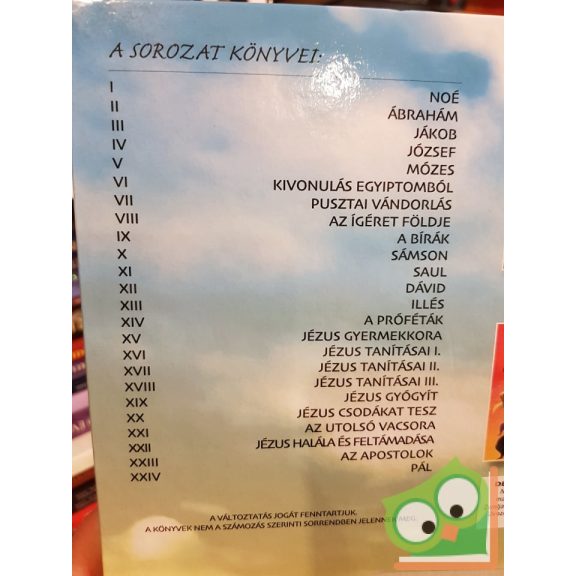 A SOROZAT KÖNYVEI:
I NOÉ
II ÁBRAHÁM
III JÁKOB
IV JÓZSEF
V MÓZES
VI KIVONULÁS EGYIPTOMBÓL
VII PUSZTAI VÁNDORLÁS
VIII AZ ÍGÉRET FÖLDJE
IX A BÍRÁK
X SÁMSON
XI SAUL
XII DÁVID
XIII ILLÉS
XIV A PRÓFÉTÁK
XV JÉZUS GYERMEKKORA
XVI JÉZUS TANÍTÁSAI I.
XVII JÉZUS TANÍTÁSAI II.
XVIII JÉZUS TANÍTÁSAI III.
XIX JÉZUS GYÓGYÍT
XX JÉZUS CSODÁKAT TESZ
XXI AZ UTOLSÓ VACSORA
XXII JÉZUS HALÁLA ÉS FELTÁMADÁSA
XXIII AZ APOSTOLOK
XXIV PÁL
A VÁLTOZTATÁS JOGÁT FENNTARTJUK.
A KÖNYVEK NEM A SZÁMOZÁS SZERINTI SORRENDBEN JELENNEK MEG.